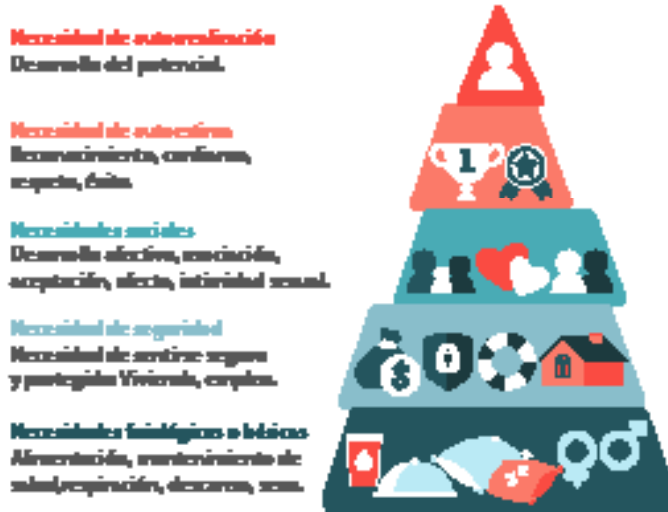 Necesidad de autorrealización
Desarrollo del potencial.
Necesidad de autoestima
Reconocimiento, confianza,
respeto, éxito.
Necesidades sociales
Desarrollo afectivo, asociación,
aceptación, afecto, intimidad sexual.
Necesidad de seguridad
Necesidad de sentirse seguro
y protegido: Vivienda, empleo.
Necesidades fisiológicas o básicas
Alimentación, mantenimiento de
salud, respiración, descanso, sexo.
1
$